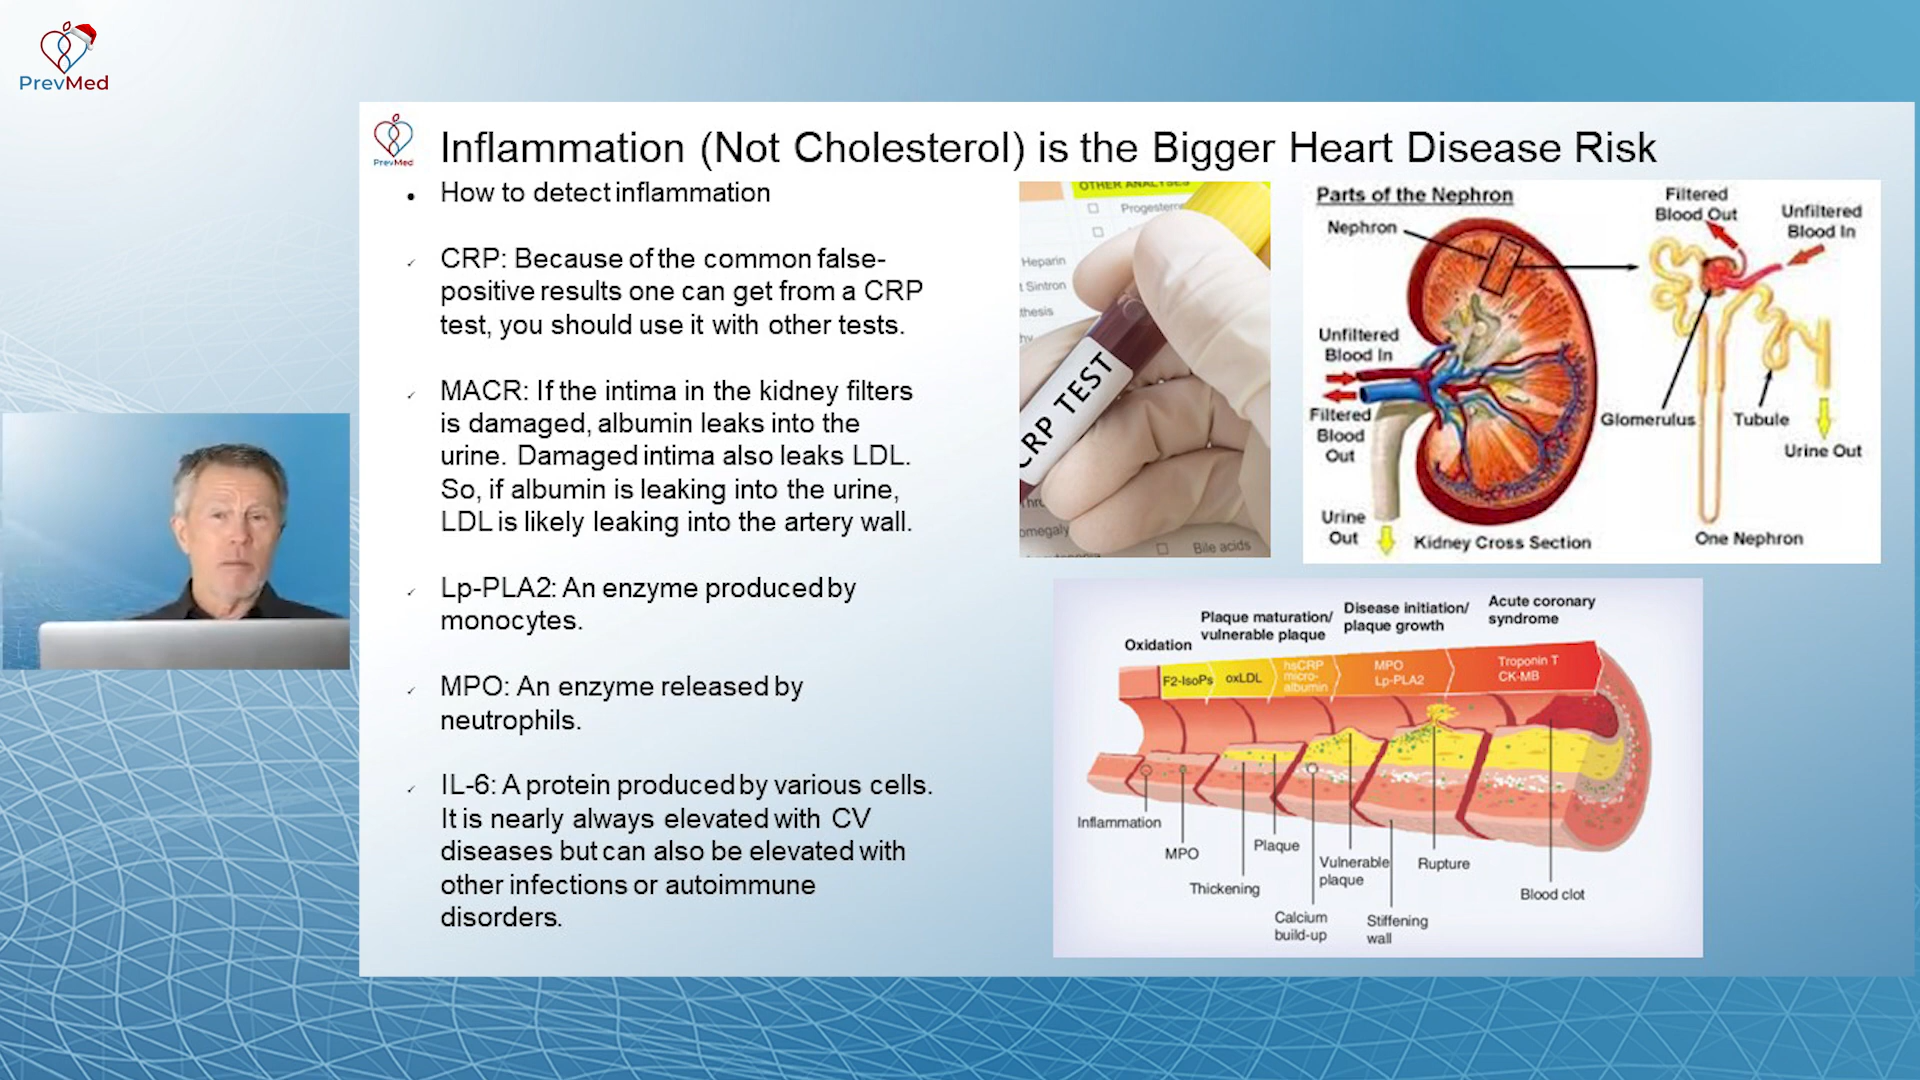 PrevMed
PrevMed
Inflammation (Not Cholesterol) is the Bigger Heart Disease Risk
• How to detect inflammation
✓ CRP: Because of the common false-
positive results one can get from a CRP
test, you should use it with other tests.
✓ MACR: If the intima in the kidney filters
is damaged, albumin leaks into the
urine. Damaged intima also leaks LDL.
So, if albumin is leaking into the urine,
LDL is likely leaking into the artery wall.
✓ Lp-PLA2: An enzyme produced by
monocytes.
✓ MPO: An enzyme released by
neutrophils.
✓ IL-6: A protein produced by various cells.
It is nearly always elevated with CV
diseases but can also be elevated with
other infections or autoimmune
disorders.
OTHER ANALYSES
Heparin
Sintron
CRP TEST
Bile acids
Parts of the Nephron
Nephron
Unfiltered
Blood In
Filtered
Blood Out
Urine
Out
Kidney Cross Section
Filtered
Blood Out
Unfiltered
Blood In
Glomerulus
Tubule
Urine Out
One Nephron
Oxidation
Plaque maturation/
vulnerable plaque
Disease initiation/
plaque growth
Acute coronary
syndrome
F2-IsoPs
oxLDL
hsCRP
micro-
albumin
MPO
Lp-PLA2
Troponin T
CK-MB
Inflammation
MPO
Thickening
Plaque
Calcium
build-up
Vulnerable
plaque
Stiffening
wall
Rupture
Blood clot